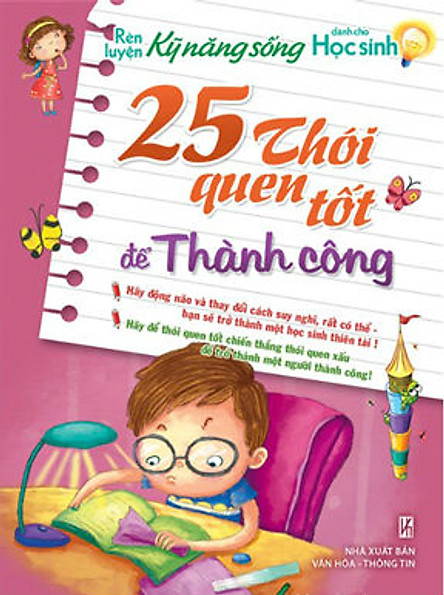 Rèn luyện Kỹ năng sống dành cho Học sinh
25 Thói
quen tốt
để Thành công
Hãy động não và thay đổi cách suy nghĩ, rất có thể -
bạn sẽ trở thành một học sinh thiên tài !
Hãy để thói quen tốt chiến thắng thói quen xấu
để trở thành một người thành công!
NHÀ XUẤT BẢN
VĂN HÓA - THÔNG TIN